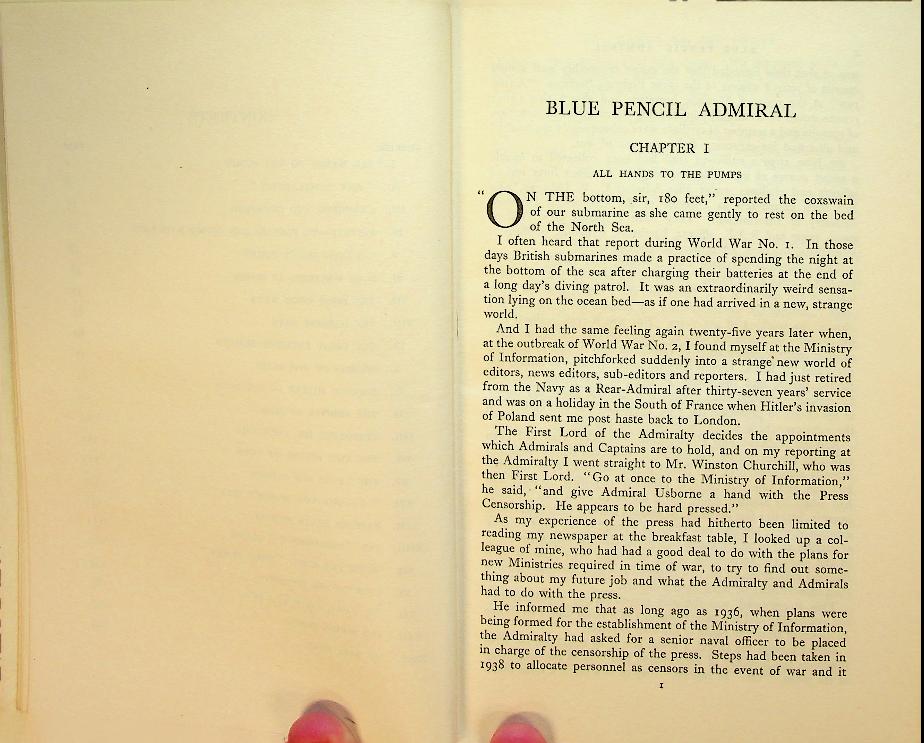 BLUE PENCIL ADMIRAL
CHAPTER I
ALL HANDS TO THE PUMPS
"ON THE bottom, sir, 180 feet," reported the coxswain
of our submarine as she came gently to rest on the bed
of the North Sea.
I often heard that report during World War No. 1. In those
days British submarines made a practice of spending the night at
the bottom of the sea after charging their batteries at the end of
a long day's diving patrol. It was an extraordinarily weird sensa-
tion lying on the ocean bed—as if one had arrived in a new, strange
world.
And I had the same feeling again twenty-five years later when,
at the outbreak of World War No. 2, I found myself at the Ministry
of Information, pitchforked suddenly into a strange new world of
editors, news editors, sub-editors and reporters. I had just retired
from the Navy as a Rear-Admiral after thirty-seven years' service
and was on a holiday in the South of France when Hitler's invasion
of Poland sent me post haste back to London.
The First Lord of the Admiralty decides the appointments
which Admirals and Captains are to hold, and on my reporting at
the Admiralty I went straight to Mr. Winston Churchill, who was
then First Lord. "Go at once to the Ministry of Information,"
he said, "and give Admiral Usborne a hand with the Press
Censorship. He appears to be hard pressed."
As my experience of the press had hitherto been limited to
reading my newspaper at the breakfast table, I looked up a col-
league of mine, who had had a good deal to do with the plans for
new Ministries required in time of war, to try to find out some-
thing about my future job and what the Admiralty and Admirals
had to do with the press.
He informed me that as long ago as 1936, when plans were
being formed for the establishment of the Ministry of Information,
the Admiralty had asked for a senior naval officer to be placed
in charge of the censorship of the press. Steps had been taken in
1938 to allocate personnel as censors in the event of war and it
1